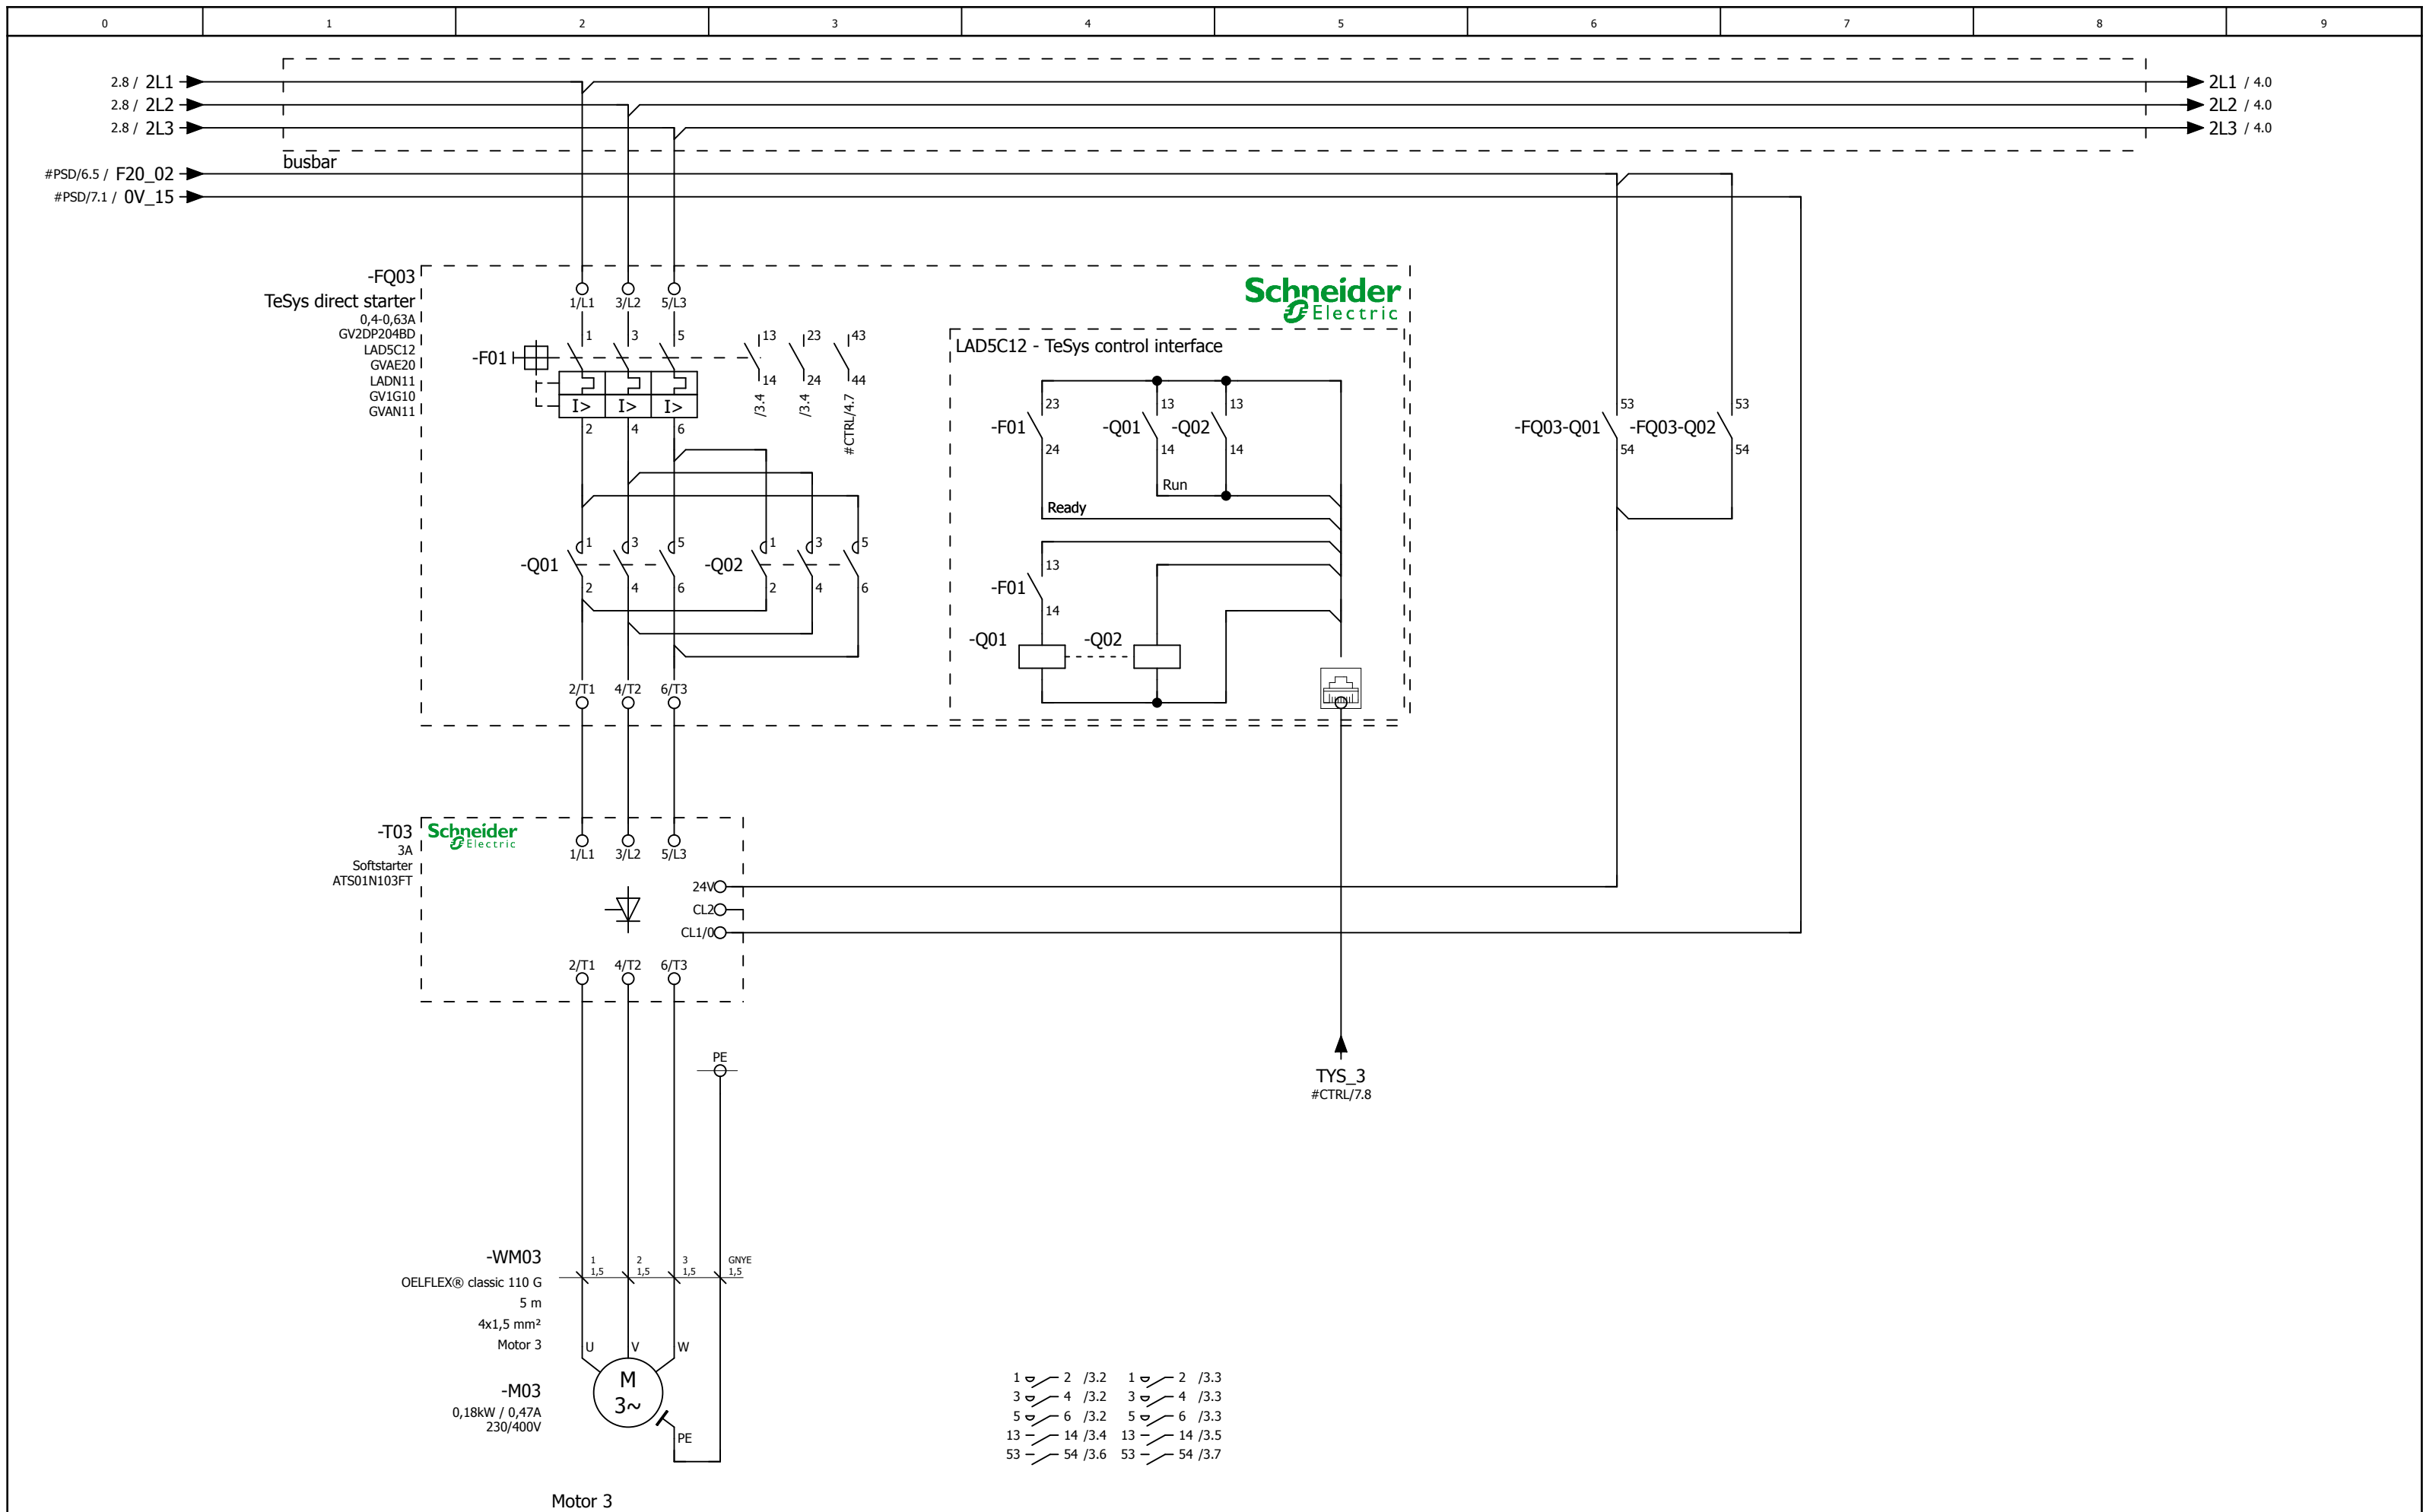 0 1 2 3 4 5 6 7 8 9
2.8 / 2L1 2L1 / 4.0
2.8 / 2L2 2L2 / 4.0
2.8 / 2L3 2L3 / 4.0
busbar
#PSD/6.5 / F20_02
#PSD/7.1 / 0V_15
-FQ03
TeSys direct starter
0,4-0,63A
GV2DP204BD
LAD5C12
GVAE20
LADN11
GV1G10
GVAN11
1/L1 3/L2 5/L3
Schneider
Electric
-F01
1 3 5 13 23 43
14 24 44
I> I> I>
/3.4 /3.4 #CTRL/4.7
2 4 6
-Q01
1 3 5
2 4 6
-Q02
1 3 5
2 4 6
2/T1 4/T2 6/T3
LAD5C12 - TeSys control interface
23 13 13
-F01 -Q01 -Q02
24 14 14
Run
Ready
13
-F01
14
-Q01 -Q02
53 53
-FQ03-Q01 -FQ03-Q02
54 54
-T03
3A
Softstarter
ATS01N103FT
Schneider
Electric
1/L1 3/L2 5/L3
24V
CL2
CL1/0
2/T1 4/T2 6/T3
PE
TYS_3
#CTRL/7.8
-WM03
OELFLEX® classic 110 G
5 m
4x1,5 mm²
Motor 3
1 2 3 GNYE
1,5 1,5 1,5 1,5
U V W
M
3~
PE
-M03
0,18kW / 0,47A
230/400V
1 2 /3.2 1 2 /3.3
3 4 /3.2 3 4 /3.3
5 6 /3.2 5 6 /3.3
13 14 /3.4 13 14 /3.5
53 54 /3.6 53 54 /3.7
Motor 3